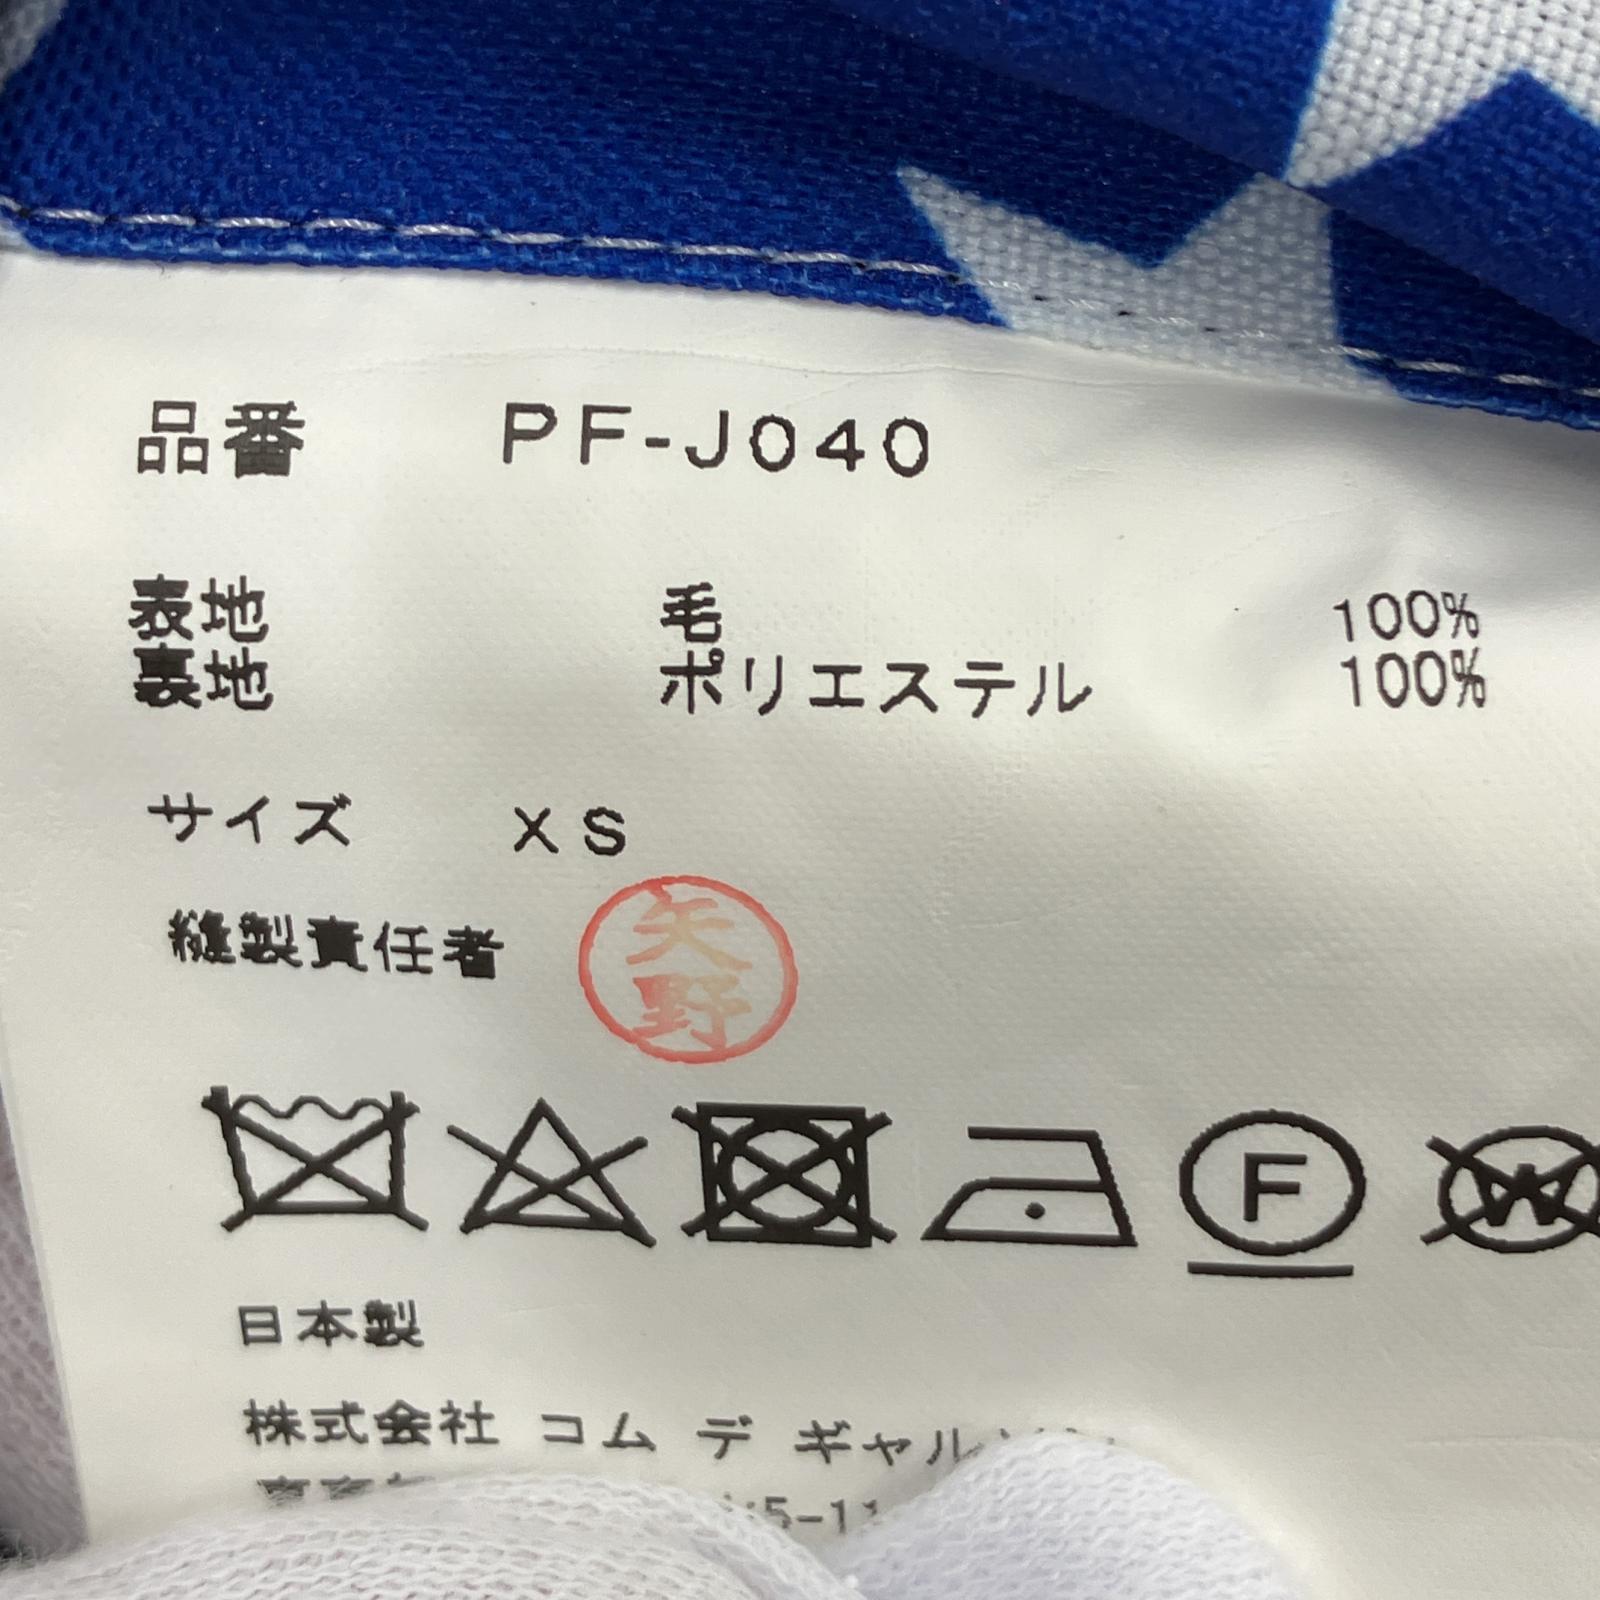 品番 PF-J040
表地 毛 100%
裏地 ポリエステル 100%
サイズ XS
縫製責任者 矢野
F W
日本製
株式会社 コム デ ギャル
5-11